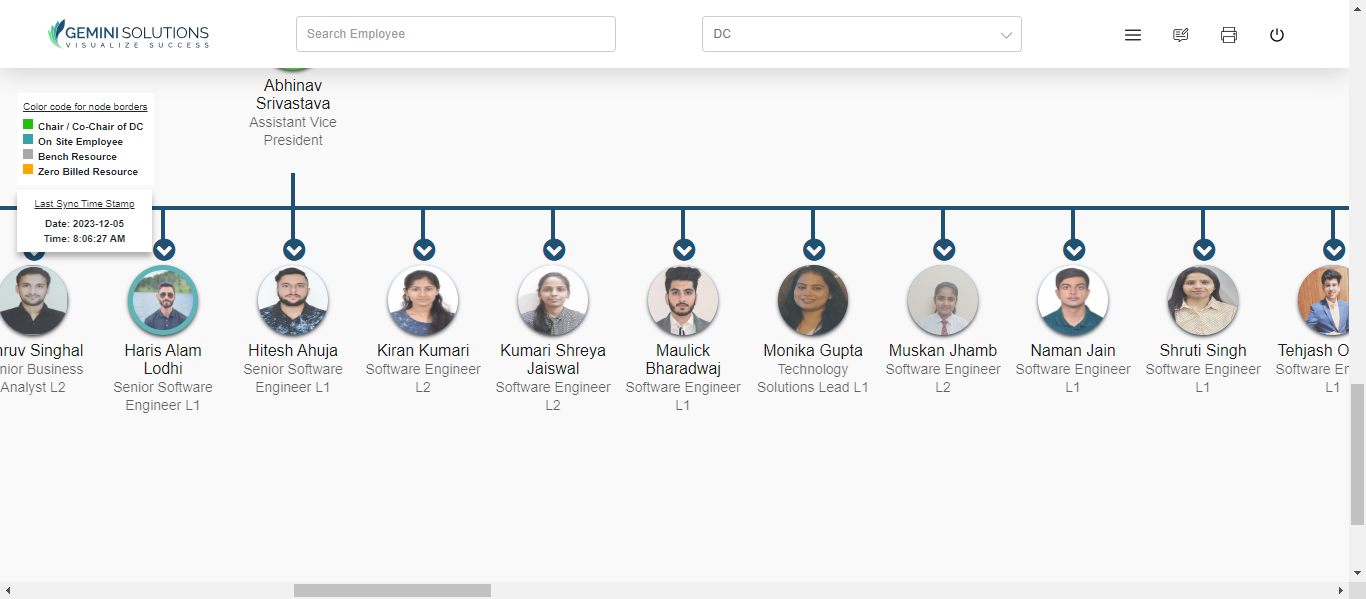 GEMINI SOLUTIONS
VISUALIZE SUCCESS
Search Employee
DC
Abhinav
Srivastava
Assistant Vice
President
Color code for node borders
Chair / Co-Chair of DC
On Site Employee
Bench Resource
Zero Billed Resource
Last Sync Time Stamp
Date: 2023-12-05
Time: 8:06:27 AM
hruv Singhal
nior Business
Analyst L2
Haris Alam
Lodhi
Senior Software
Engineer L1
Hitesh Ahuja
Senior Software
Engineer L1
Kiran Kumari
Software Engineer
L2
Kumari Shreya
Jaiswal
Software Engineer
L2
Maulick
Bharadwaj
Software Engineer
L1
Monika Gupta
Technology
Solutions Lead L1
Muskan Jhamb
Software Engineer
L2
Naman Jain
Software Engineer
L1
Shruti Singh
Software Engineer
L1
Tehjash O
Software Er
L1